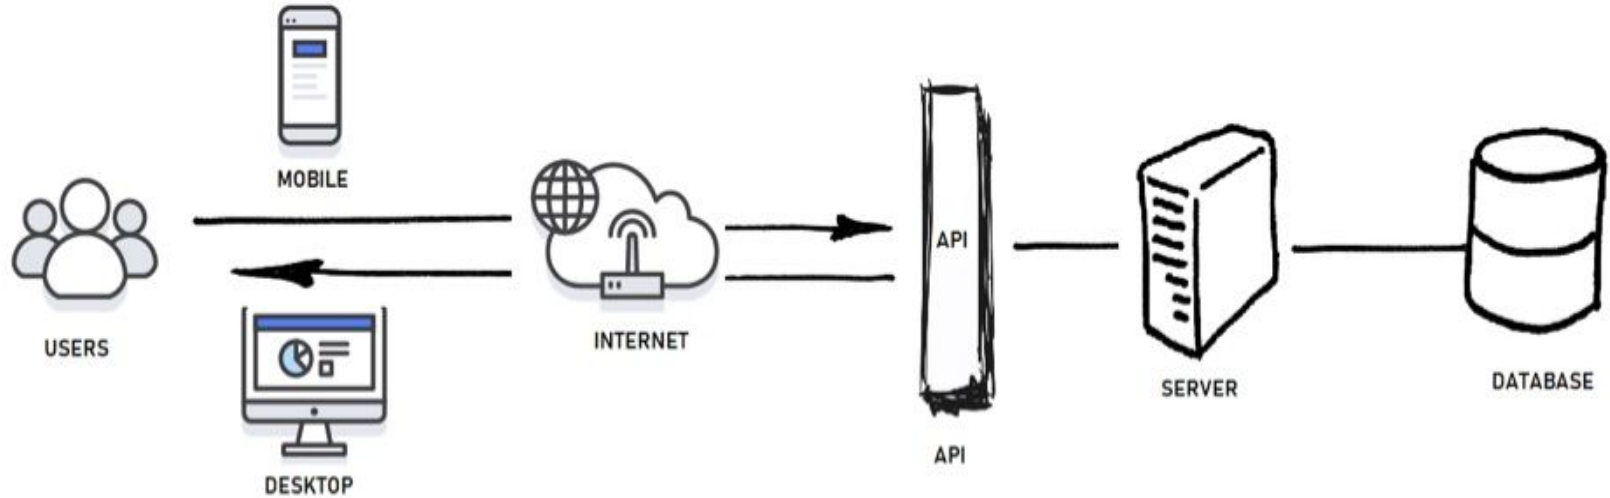 MOBILE
USERS
DESKTOP
INTERNET
API
API
SERVER
DATABASE